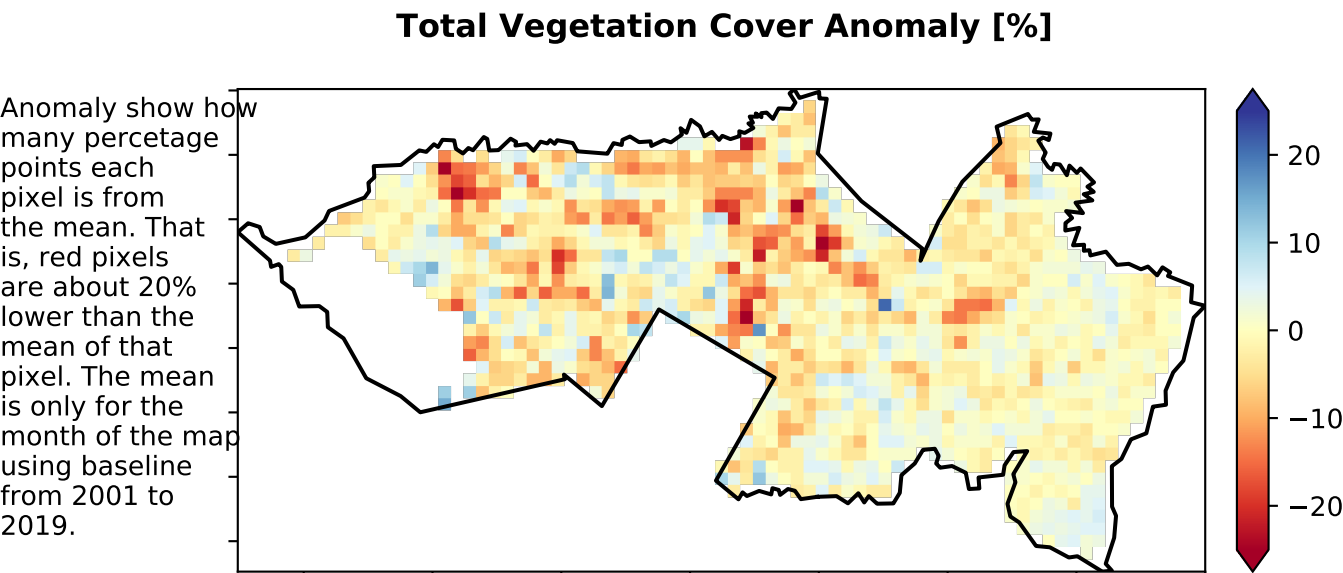 Total Vegetation Cover Anomaly [%]
Anomaly show how
many percetage
points each
pixel is from
the mean. That
is, red pixels
are about 20%
lower than the
mean of that
pixel. The mean
is only for the
month of the map
using baseline
from 2001 to
2019.
20
10
0
−10
−20